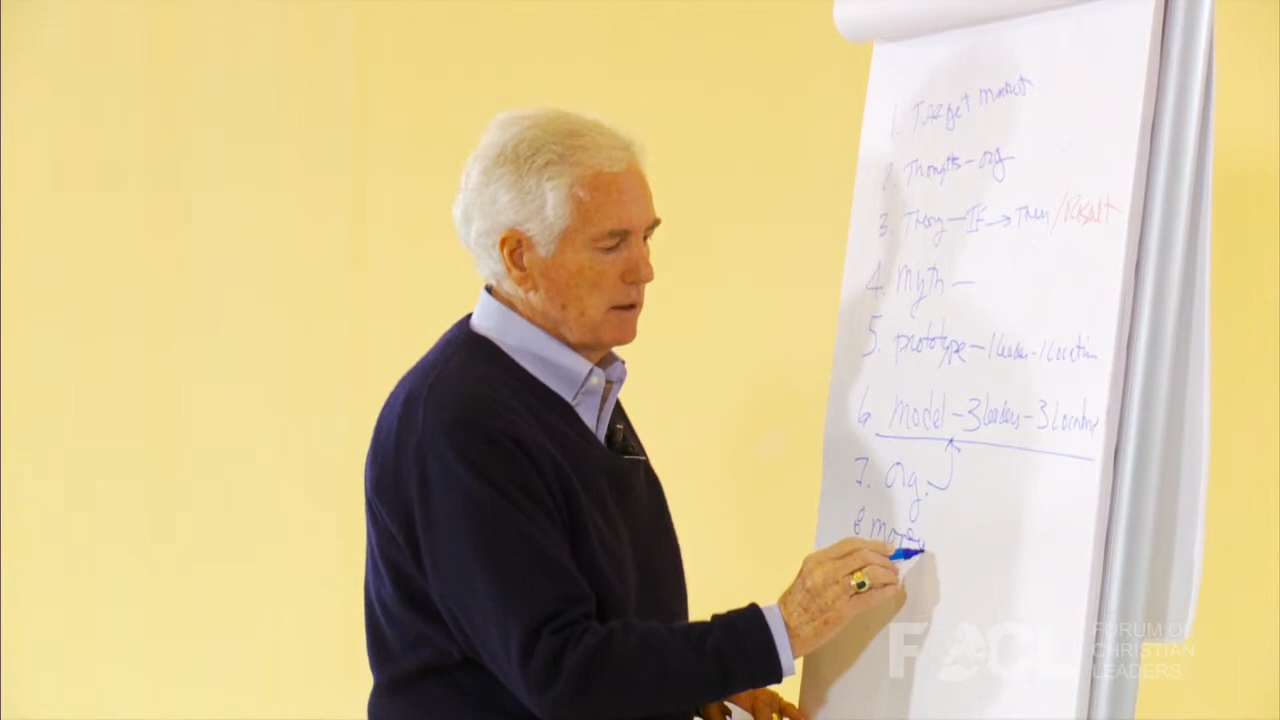 1. Target Market
2. Thoughts - org
3. Theory — IF → Then / Result
4. Myth —
5. prototype - 1 Leader - 1 Location
6 Model - 3 Leaders - 3 Locations
7. Org.
8
FOCL FORUM OF
CHRISTIAN
LEADERS